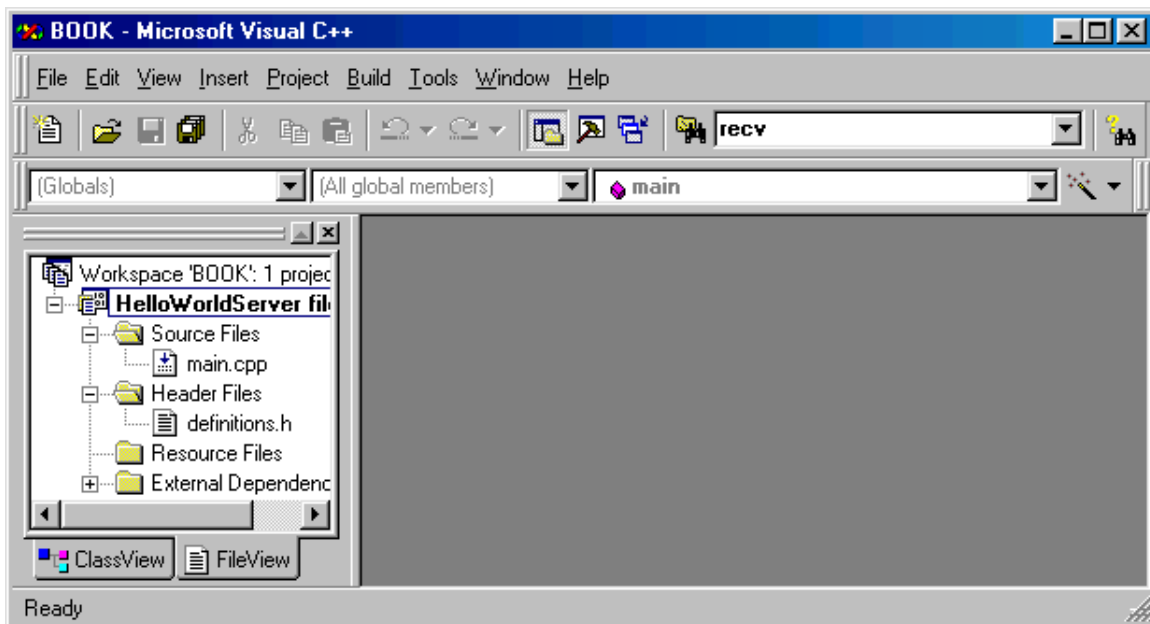 BOOK - Microsoft Visual C++
File Edit View Insert Project Build Tools Window Help
recv
(Globals) (All global members) main
Workspace 'BOOK': 1 projec
HelloWorldServer fil
Source Files
main.cpp
Header Files
definitions.h
Resource Files
External Dependenc
ClassView FileView
Ready